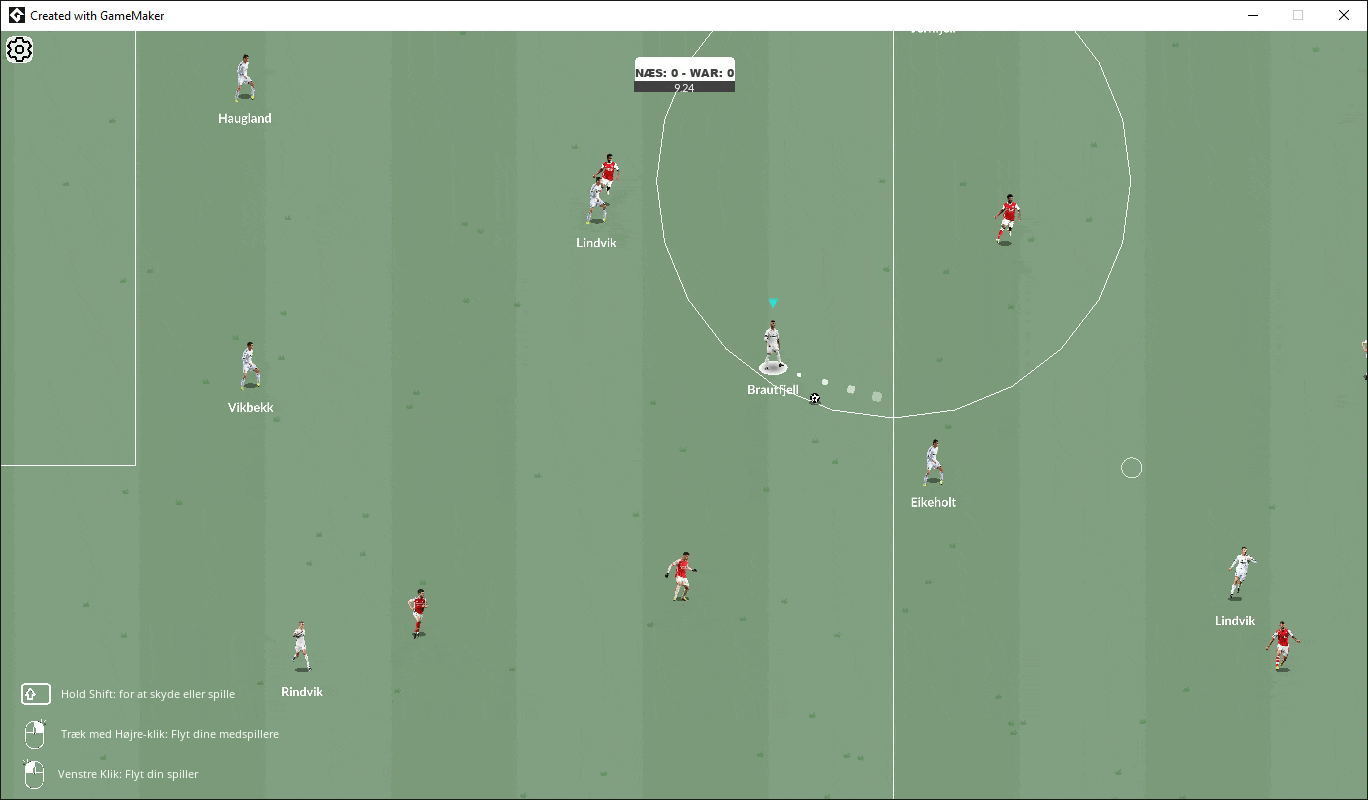 Created with GameMaker
NÆS: 0 - WAR: 0
9.24
Haugland
Lindvik
Brautfjell
Vikbekk
Eikeholt
Lindvik
Rindvik
Hold Shift: for at skyde eller spille
Træk med Højre-klik: Flyt dine medspillere
Venstre Klik: Flyt din spiller